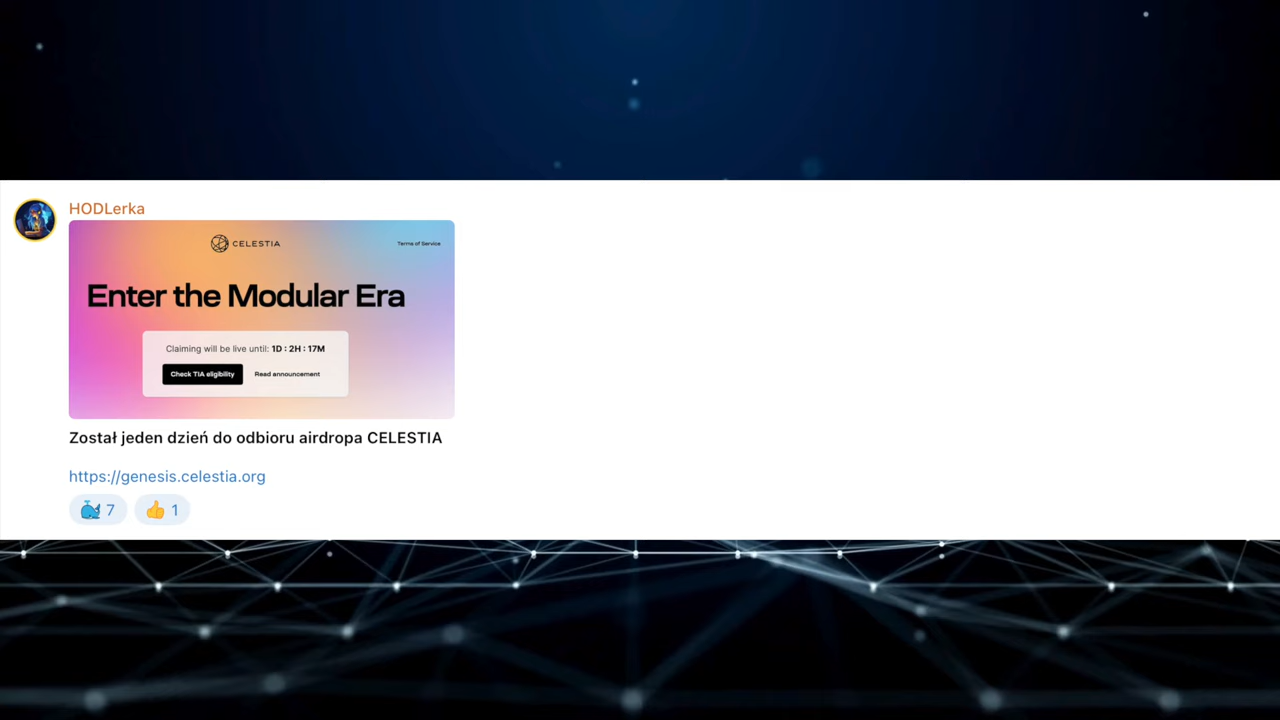 HODLerka
CELESTIA
Terms of Service
Enter the Modular Era
Claiming will be live until: 1D : 2H : 17M
Check TIA eligibility
Read announcement
Został jeden dzień do odbioru airdropa CELESTIA
https://genesis.celestia.org
7
1